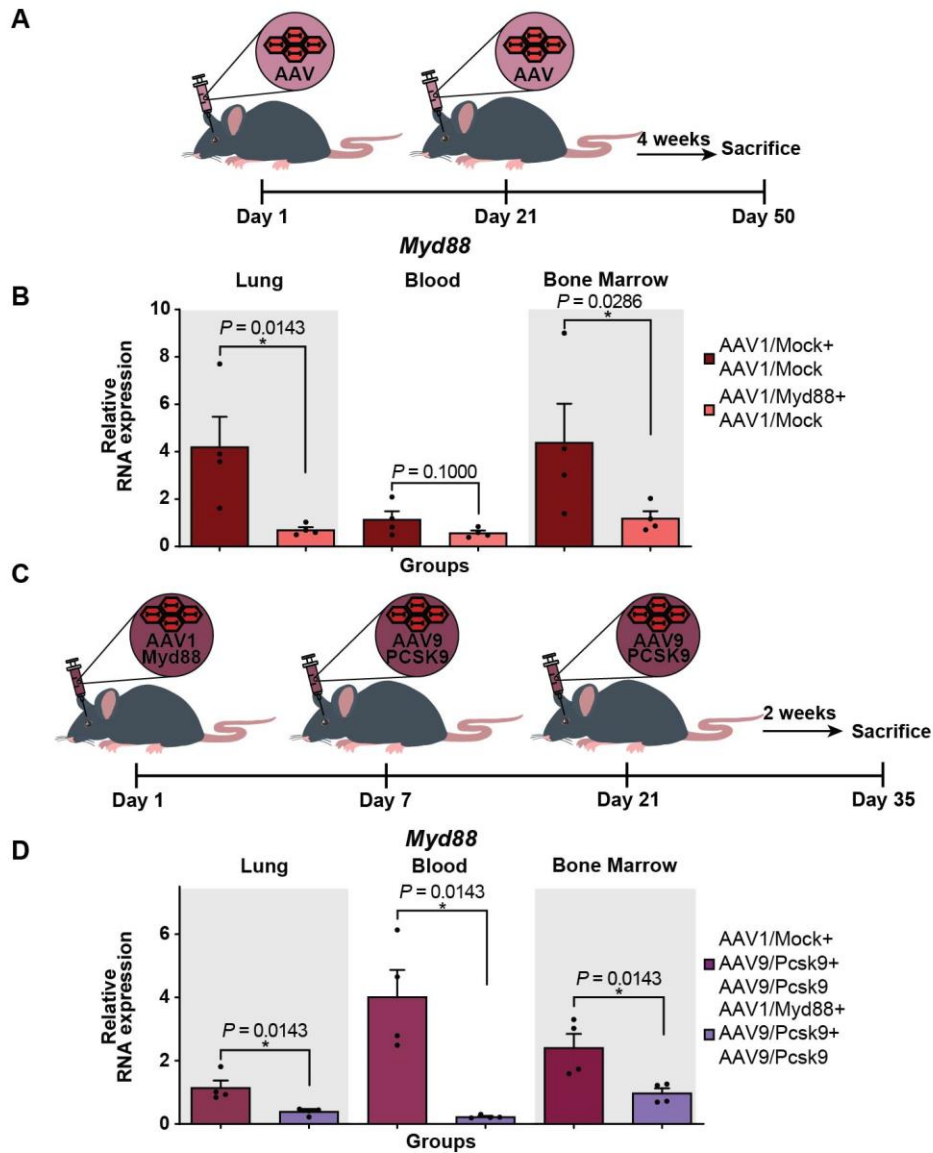 A
AAV
AAV
4 weeks
Sacrifice
Day 1
Day 21
Day 50
Myd88
Lung
Blood
Bone Marrow
B
Relative
RNA expression
10
8
6
4
2
0
P = 0.0143
*
P = 0.1000
P = 0.0286
*
AAV1/Mock+
AAV1/Mock
AAV1/Myd88+
AAV1/Mock
Groups
C
AAV1
Myd88
AAV9
PCSK9
AAV9
PCSK9
2 weeks
Sacrifice
Day 1
Day 7
Day 21
Day 35
Myd88
D
Lung
Blood
Bone Marrow
Relative
RNA expression
6
4
2
0
P = 0.0143
*
P = 0.0143
*
P = 0.0143
*
AAV1/Mock+
AAV9/Pcsk9+
AAV9/Pcsk9
AAV1/Myd88+
AAV9/Pcsk9+
AAV9/Pcsk9
Groups